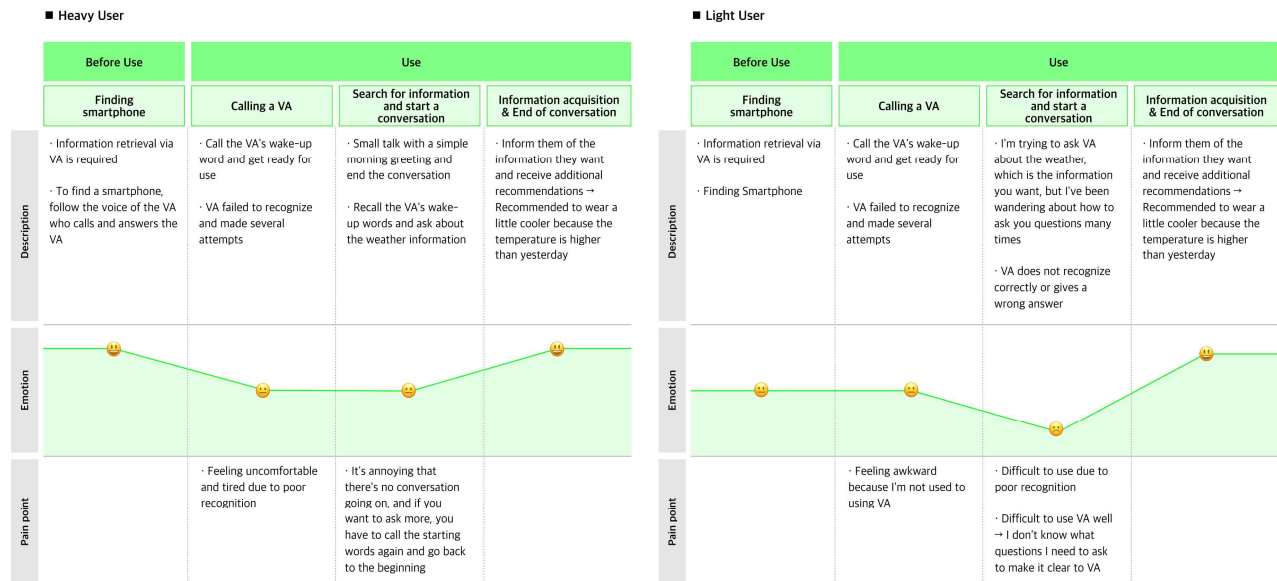 ■ Heavy User
Before Use
Use
Finding
smartphone
Calling a VA
Search for information
and start a
conversation
Information acquisition
& End of conversation
Description
· Information retrieval via
VA is required
· To find a smartphone,
follow the voice of the VA
who calls and answers the
VA
· Call the VA's wake-up
word and get ready for
use
· VA failed to recognize
and made several
attempts
· Small talk with a simple
morning greeting and
end the conversation
· Recall the VA's wake-
up words and ask about
the weather information
· Inform them of the
information they want
and receive additional
recommendations →
Recommended to wear a
little cooler because the
temperature is higher
than yesterday
Emotion
Pain point
· Feeling uncomfortable
and tired due to poor
recognition
· It's annoying that
there's no conversation
going on, and if you
want to ask more, you
have to call the starting
words again and go back
to the beginning
■ Light User
Before Use
Use
Finding
smartphone
Calling a VA
Search for information
and start a
conversation
Information acquisition
& End of conversation
Description
· Information retrieval via
VA is required
· Finding Smartphone
· Call the VA's wake-up
word and get ready for
use
· VA failed to recognize
and made several
attempts
· I'm trying to ask VA
about the weather,
which is the information
you want, but I've been
wandering about how to
ask you questions many
times
· VA does not recognize
correctly or gives a
wrong answer
· Inform them of the
information they want
and receive additional
recommendations →
Recommended to wear a
little cooler because the
temperature is higher
than yesterday
Emotion
Pain point
· Feeling awkward
because I'm not used to
using VA
· Difficult to use due to
poor recognition
· Difficult to use VA well
→ I don't know what
questions I need to ask
to make it clear to VA